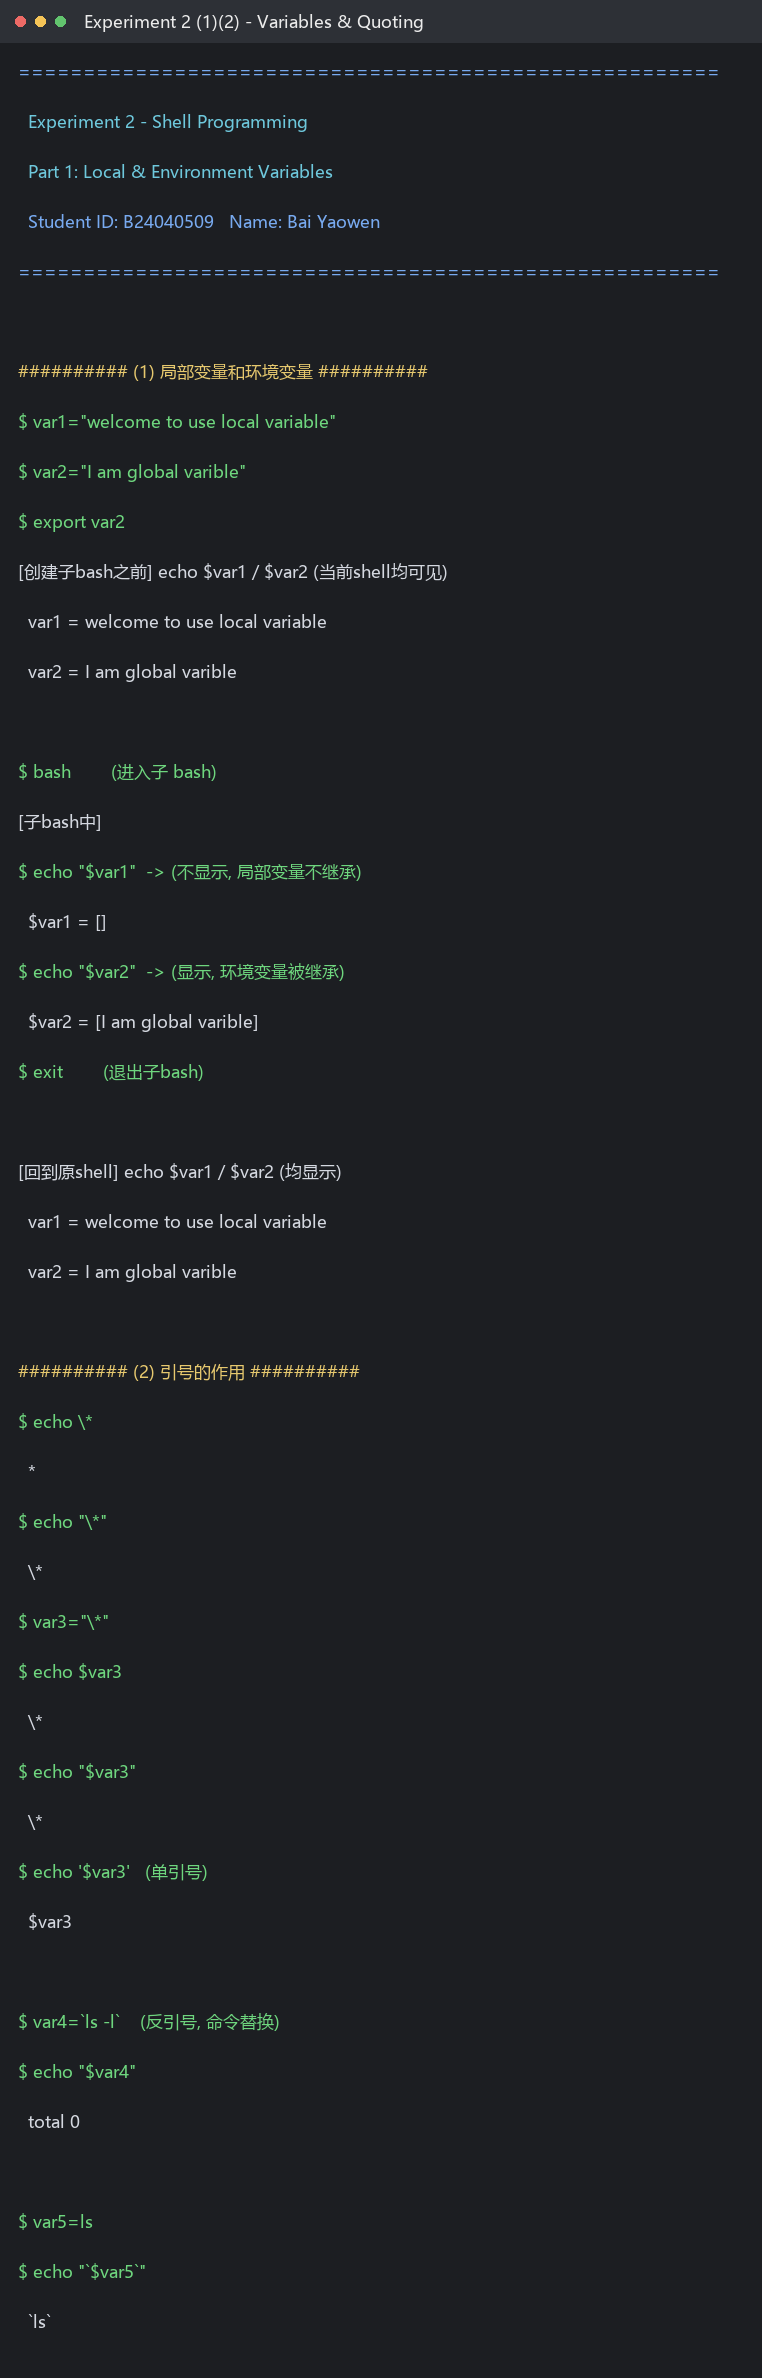 Experiment 2 (1)(2) - Variables & Quoting
======================================================
Experiment 2 - Shell Programming
Part 1: Local & Environment Variables
Student ID: B24040509   Name: Bai Yaowen
======================================================
########## (1) 局部变量和环境变量 ##########
$ var1="welcome to use local variable"
$ var2="I am global varible"
$ export var2
[创建子bash之前] echo $var1 / $var2 (当前shell均可见)
var1 = welcome to use local variable
var2 = I am global varible
$ bash        (进入子 bash)
[子bash中]
$ echo "$var1"  -> (不显示, 局部变量不继承)
$var1 = []
$ echo "$var2"  -> (显示, 环境变量被继承)
$var2 = [I am global varible]
$ exit        (退出子bash)
[回到原shell] echo $var1 / $var2 (均显示)
var1 = welcome to use local variable
var2 = I am global varible
########## (2) 引号的作用 ##########
$ echo \*
*
$ echo "\*"
\*
$ var3="\*"
$ echo $var3
\*
$ echo "$var3"
\*
$ echo '$var3'   (单引号)
$var3
$ var4=`ls -l`    (反引号, 命令替换)
$ echo "$var4"
total 0
$ var5=ls
$ echo "`$var5`"
`ls`